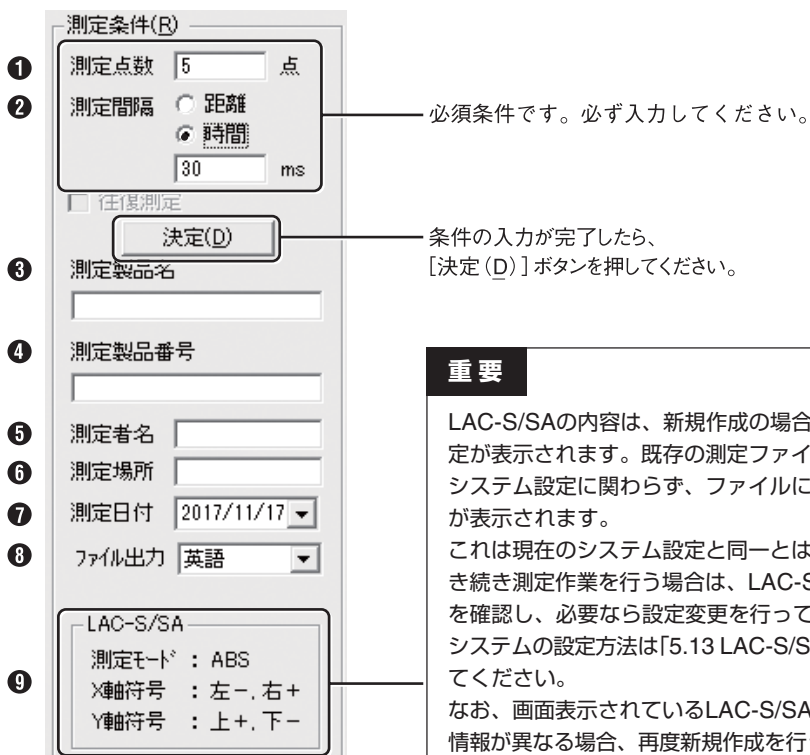 測定条件(R)
❶ 測定点数 5 点
❷ 測定間隔 距離
時間
30 ms
必須条件です。必ず入力してください。
往復測定
決定(D)
条件の入力が完了したら、
[決定(D)]ボタンを押してください。
❸ 測定製品名
❹ 測定製品番号
❺ 測定者名
❻ 測定場所
❼ 測定日付 2017/11/17
❽ ファイル出力 英語
❾ LAC-S/SA
測定モード : ABS
X軸符号 : 左-, 右+
Y軸符号 : 上+, 下-
重要
LAC-S/SAの内容は、新規作成の場合
定が表示されます。既存の測定ファイ
システム設定に関わらず、ファイルに
が表示されます。
これは現在のシステム設定と同一とは
き続き測定作業を行う場合は、LAC-S
を確認し、必要なら設定変更を行って
システムの設定方法は「5.13 LAC-S/S
てください。
なお、画面表示されているLAC-S/SA
情報が異なる場合、再度新規作成を行